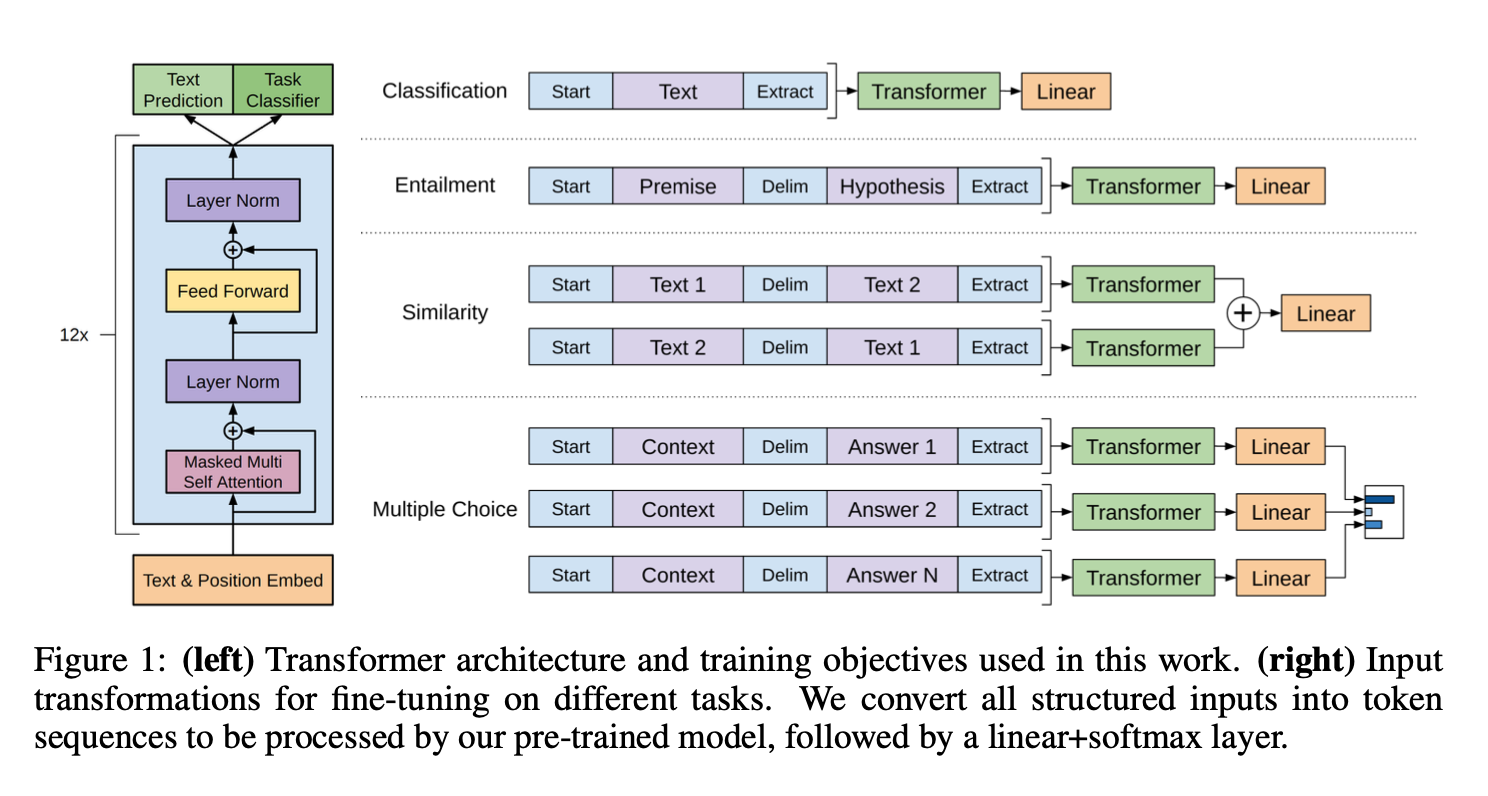 Text Prediction
Task Classifier
Layer Norm
+
Feed Forward
12x
Layer Norm
+
Masked Multi Self Attention
Text & Position Embed
Classification
Start Text Extract Transformer Linear
Entailment
Start Premise Delim Hypothesis Extract Transformer Linear
Similarity
Start Text 1 Delim Text 2 Extract Transformer
+ Linear
Start Text 2 Delim Text 1 Extract Transformer
Multiple Choice
Start Context Delim Answer 1 Extract Transformer Linear
Start Context Delim Answer 2 Extract Transformer Linear
Start Context Delim Answer N Extract Transformer Linear
Figure 1: (left) Transformer architecture and training objectives used in this work. (right) Input
transformations for fine-tuning on different tasks. We convert all structured inputs into token
sequences to be processed by our pre-trained model, followed by a linear+softmax layer.